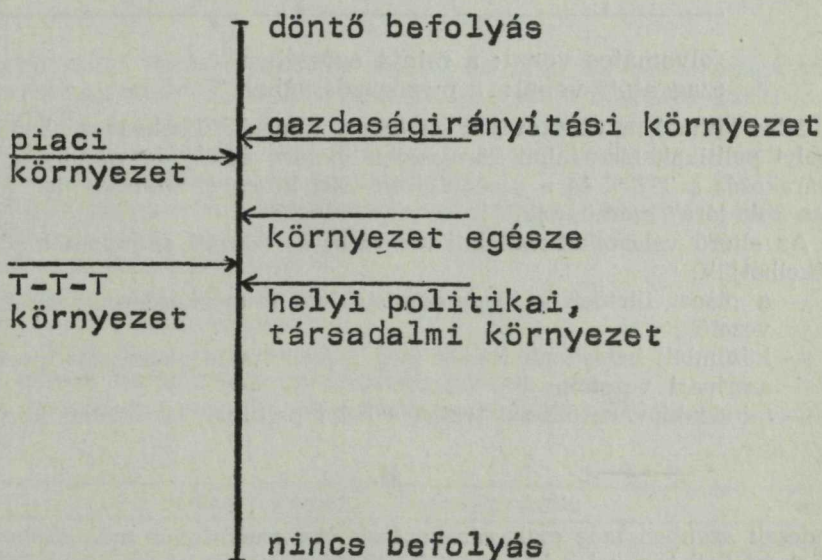 döntő befolyás
gazdaságirányítási környezet
piaci
környezet
környezet egésze
T-T-T
környezet
helyi politikai,
társadalmi környezet
nincs befolyás